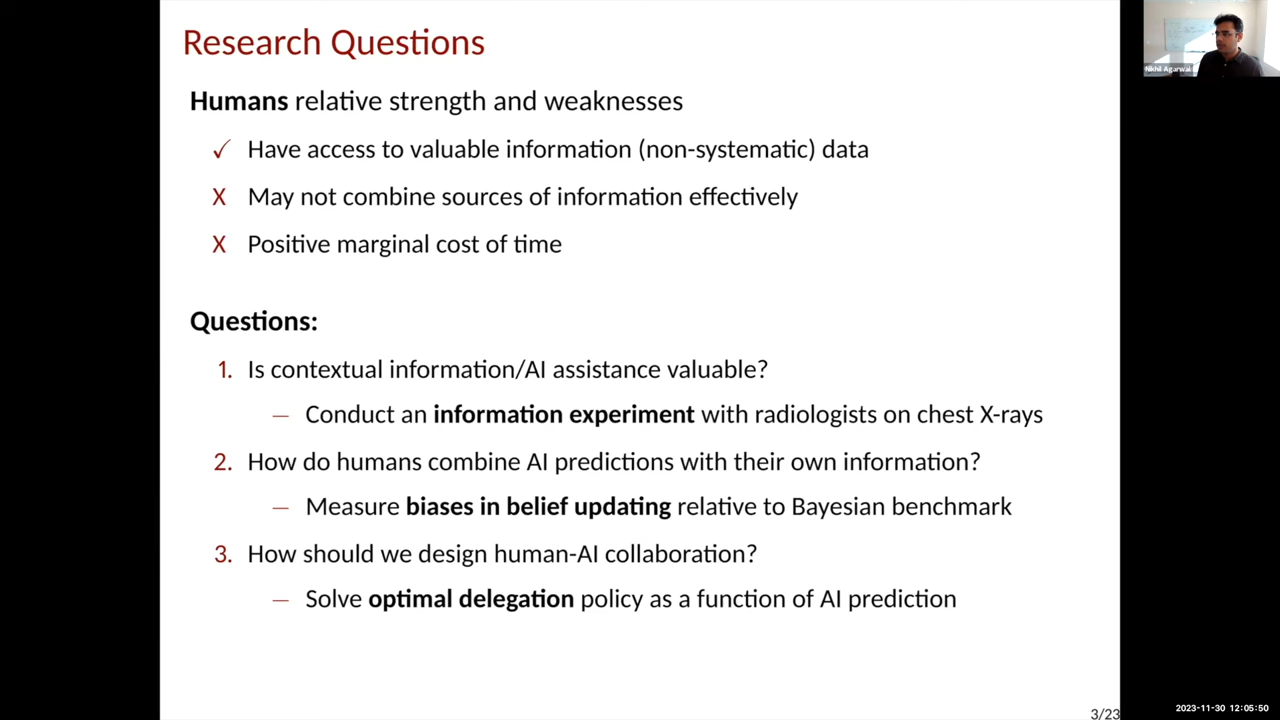 Research Questions
Humans relative strength and weaknesses
✓ Have access to valuable information (non-systematic) data
X May not combine sources of information effectively
X Positive marginal cost of time
Questions:
1. Is contextual information/AI assistance valuable?
— Conduct an information experiment with radiologists on chest X-rays
2. How do humans combine AI predictions with their own information?
— Measure biases in belief updating relative to Bayesian benchmark
3. How should we design human-AI collaboration?
— Solve optimal delegation policy as a function of AI prediction
3/23
Nikhil Agarwal
2023-11-30 12:05:50